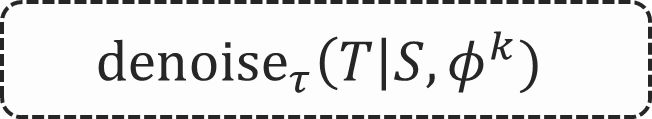 denoise_τ(T|S, ϕ^k)